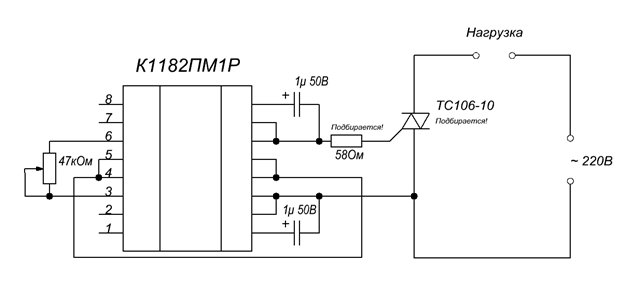 Нагрузка
К1182ПМ1Р
1μ 50В
+
8
7
6
5
4
3
2
1
47кОм
Подбирается!
58Ом
ТС106-10
Подбирается!
~ 220В
1μ 50В
+